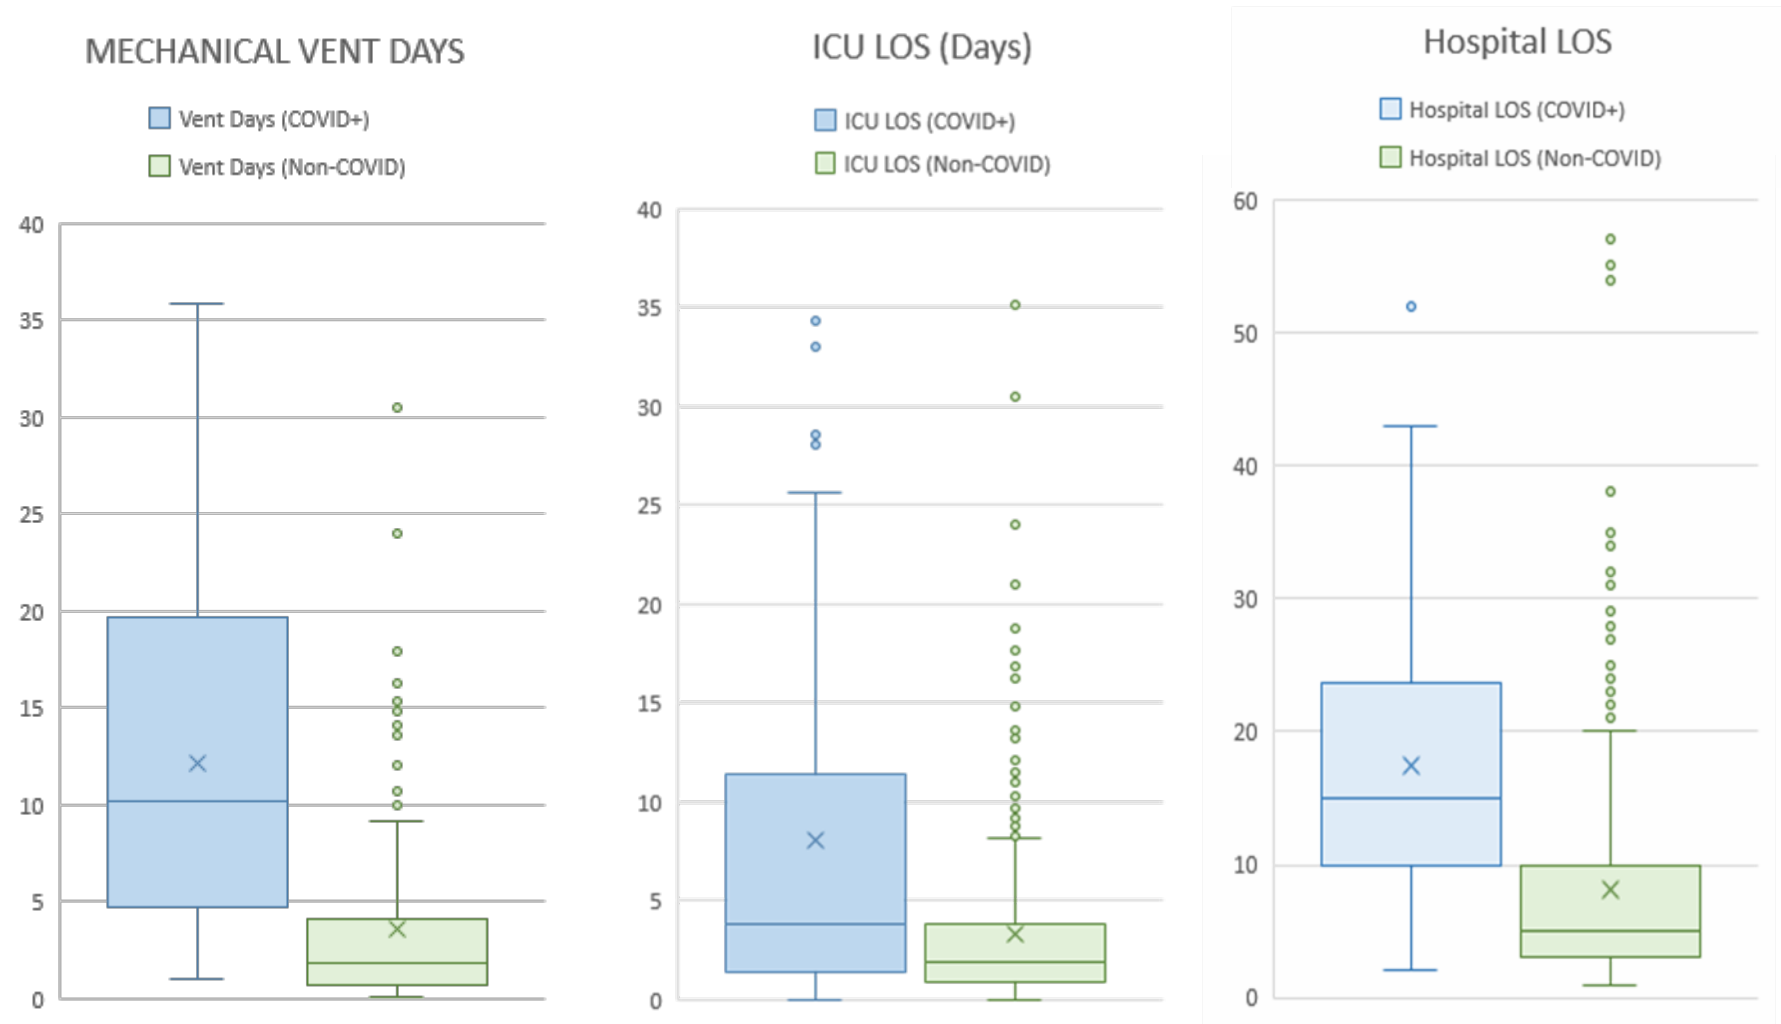 MECHANICAL VENT DAYS
Vent Days (COVID+)
Vent Days (Non-COVID)
40
35
30
25
20
15
10
5
0
ICU LOS (Days)
ICU LOS (COVID+)
ICU LOS (Non-COVID)
40
35
30
25
20
15
10
5
0
Hospital LOS
Hospital LOS (COVID+)
Hospital LOS (Non-COVID)
60
50
40
30
20
10
0